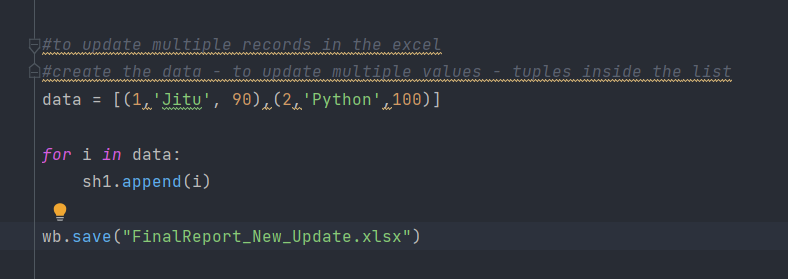 #to update multiple records in the excel
#create the data - to update multiple values - tuples inside the list
data = [(1,'Jitu', 90),(2,'Python',100)]
for i in data:
    sh1.append(i)
wb.save("FinalReport_New_Update.xlsx")